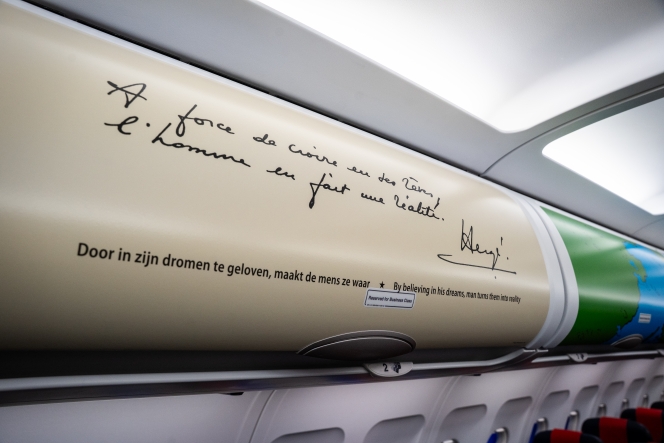 A force de croire en ses rêves,
l'homme en fait une réalité.
Hergé.
Door in zijn dromen te geloven, maakt de mens ze waar ★ By believing in his dreams, man turns them into reality
Reserved for Business Class
2